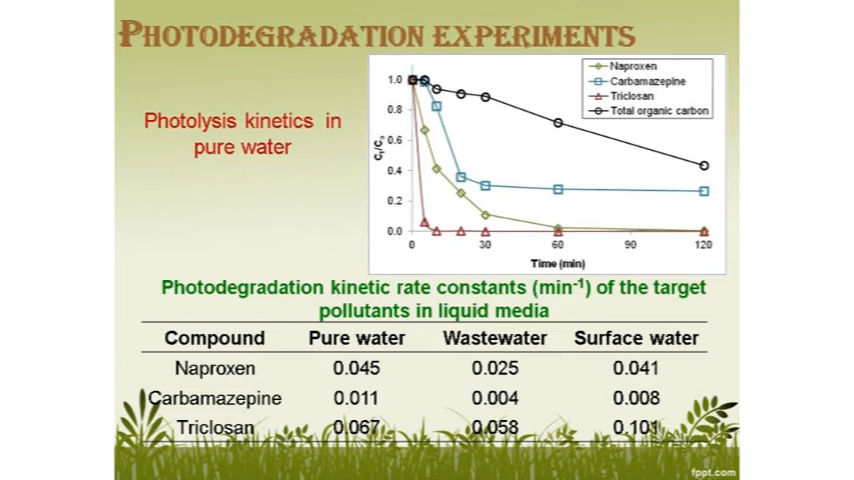 PHOTODEGRADATION EXPERIMENTS
Photolysis kinetics in
pure water
Naproxen
Carbamazepine
Triclosan
Total organic carbon
1.0
0.8
0.6
0.4
0.2
0.0
0
30
60
90
120
Time (min)
Photodegradation kinetic rate constants (min⁻¹) of the target
pollutants in liquid media
Compound Pure water Wastewater Surface water
Naproxen 0.045 0.025 0.041
Carbamazepine 0.011 0.004 0.008
Triclosan 0.067 0.058 0.101
fppt.com